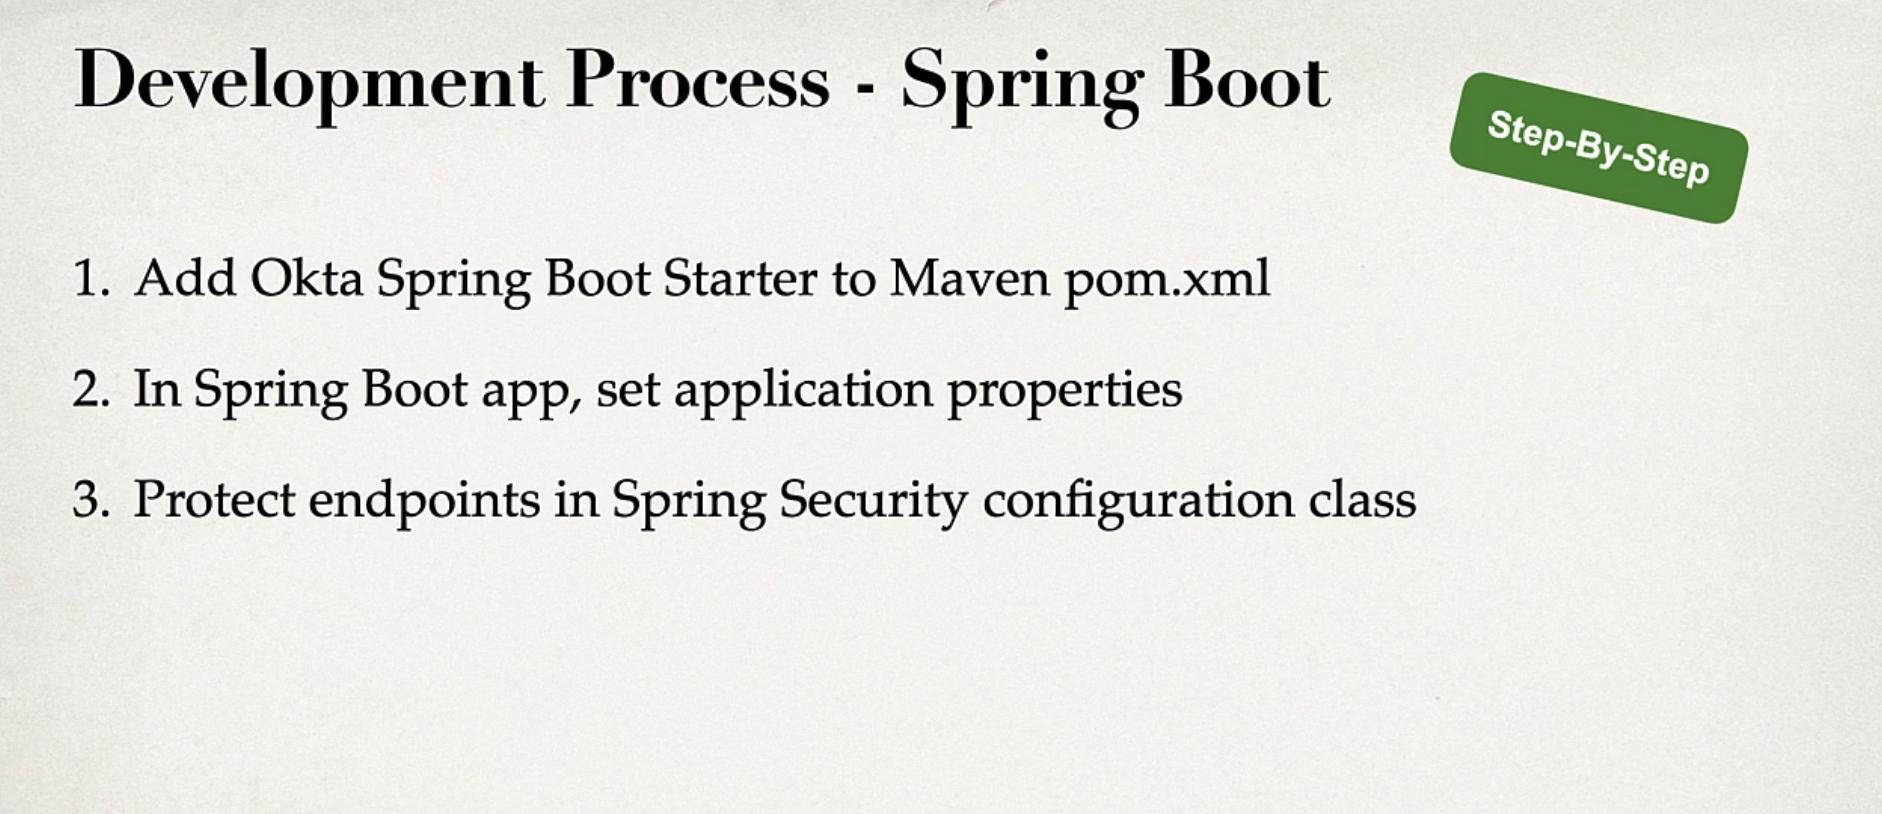 Development Process - Spring Boot
Step-By-Step
1. Add Okta Spring Boot Starter to Maven pom.xml
2. In Spring Boot app, set application properties
3. Protect endpoints in Spring Security configuration class